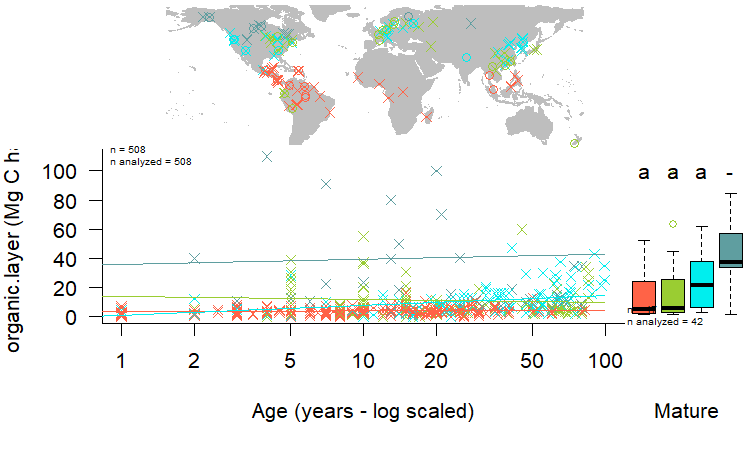 n = 508
n analyzed = 508
organic.layer (Mg C h
100
80
60
40
20
0
1 2 5 10 20 50 100
Age (years - log scaled)
a a a -
n analyzed = 42
Mature